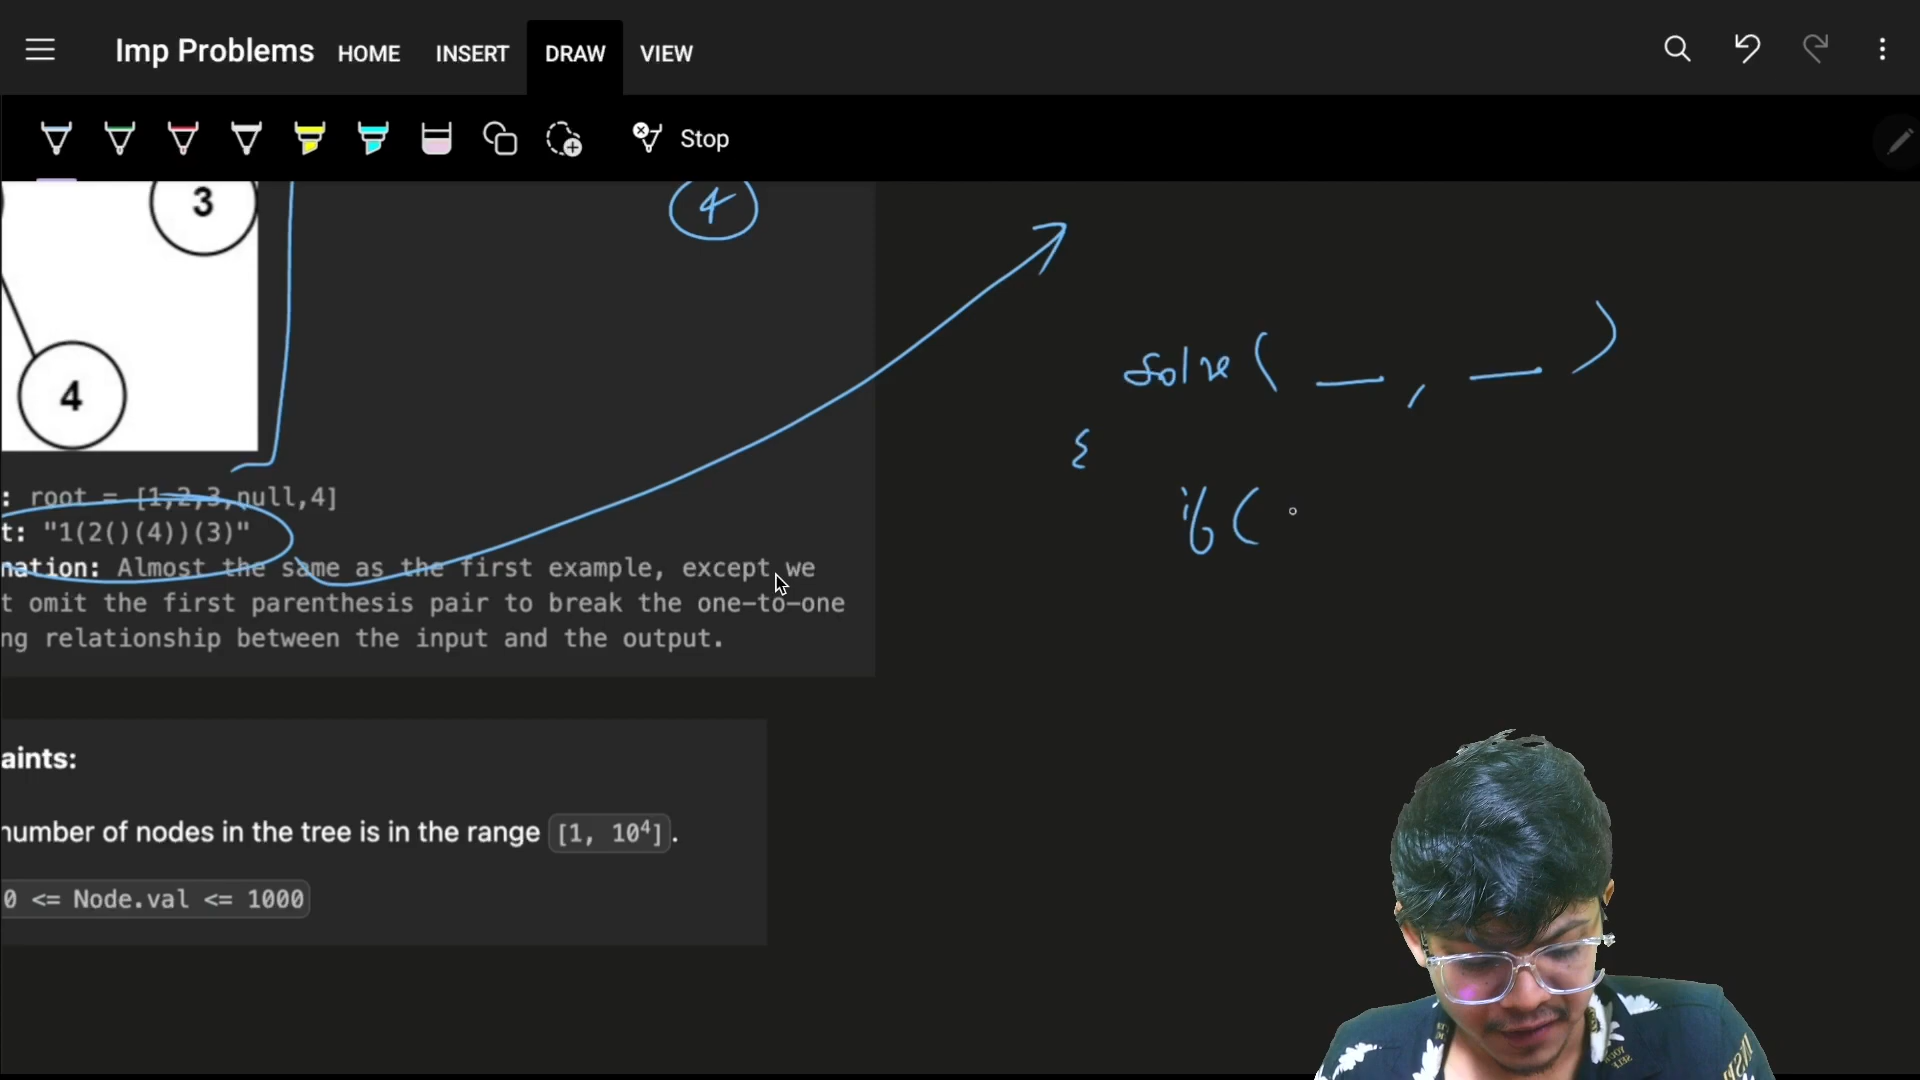 Imp Problems HOME INSERT DRAW VIEW
Stop
3
4
4
: root = [1,2,3,null,4]
t: "1(2()(4))(3)"
nation: Almost the same as the first example, except we
t omit the first parenthesis pair to break the one-to-one
ng relationship between the input and the output.
aints:
number of nodes in the tree is in the range [1, 10⁴].
0 <= Node.val <= 1000
solve( __ , __ )
{
if(